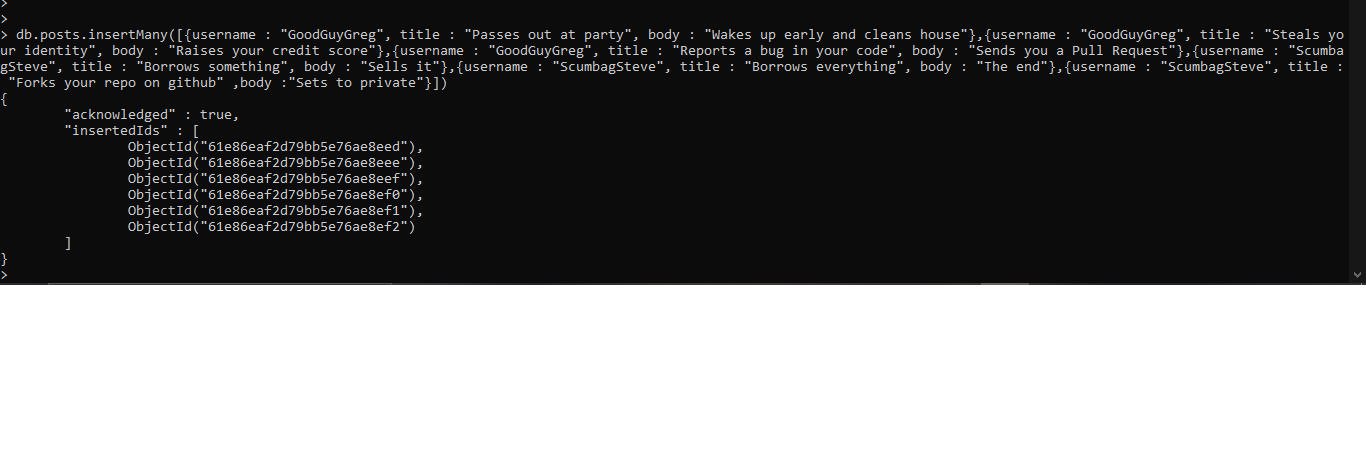 >
>
> db.posts.insertMany([{username : "GoodGuyGreg", title : "Passes out at party", body : "Wakes up early and cleans house"},{username : "GoodGuyGreg", title : "Steals yo
ur identity", body : "Raises your credit score"},{username : "GoodGuyGreg", title : "Reports a bug in your code", body : "Sends you a Pull Request"},{username : "Scumba
gSteve", title : "Borrows something", body : "Sells it"},{username : "ScumbagSteve", title : "Borrows everything", body : "The end"},{username : "ScumbagSteve", title :
 "Forks your repo on github" ,body :"Sets to private"}])
{
        "acknowledged" : true,
        "insertedIds" : [
                ObjectId("61e86eaf2d79bb5e76ae8eed"),
                ObjectId("61e86eaf2d79bb5e76ae8eee"),
                ObjectId("61e86eaf2d79bb5e76ae8eef"),
                ObjectId("61e86eaf2d79bb5e76ae8ef0"),
                ObjectId("61e86eaf2d79bb5e76ae8ef1"),
                ObjectId("61e86eaf2d79bb5e76ae8ef2")
        ]
}
>